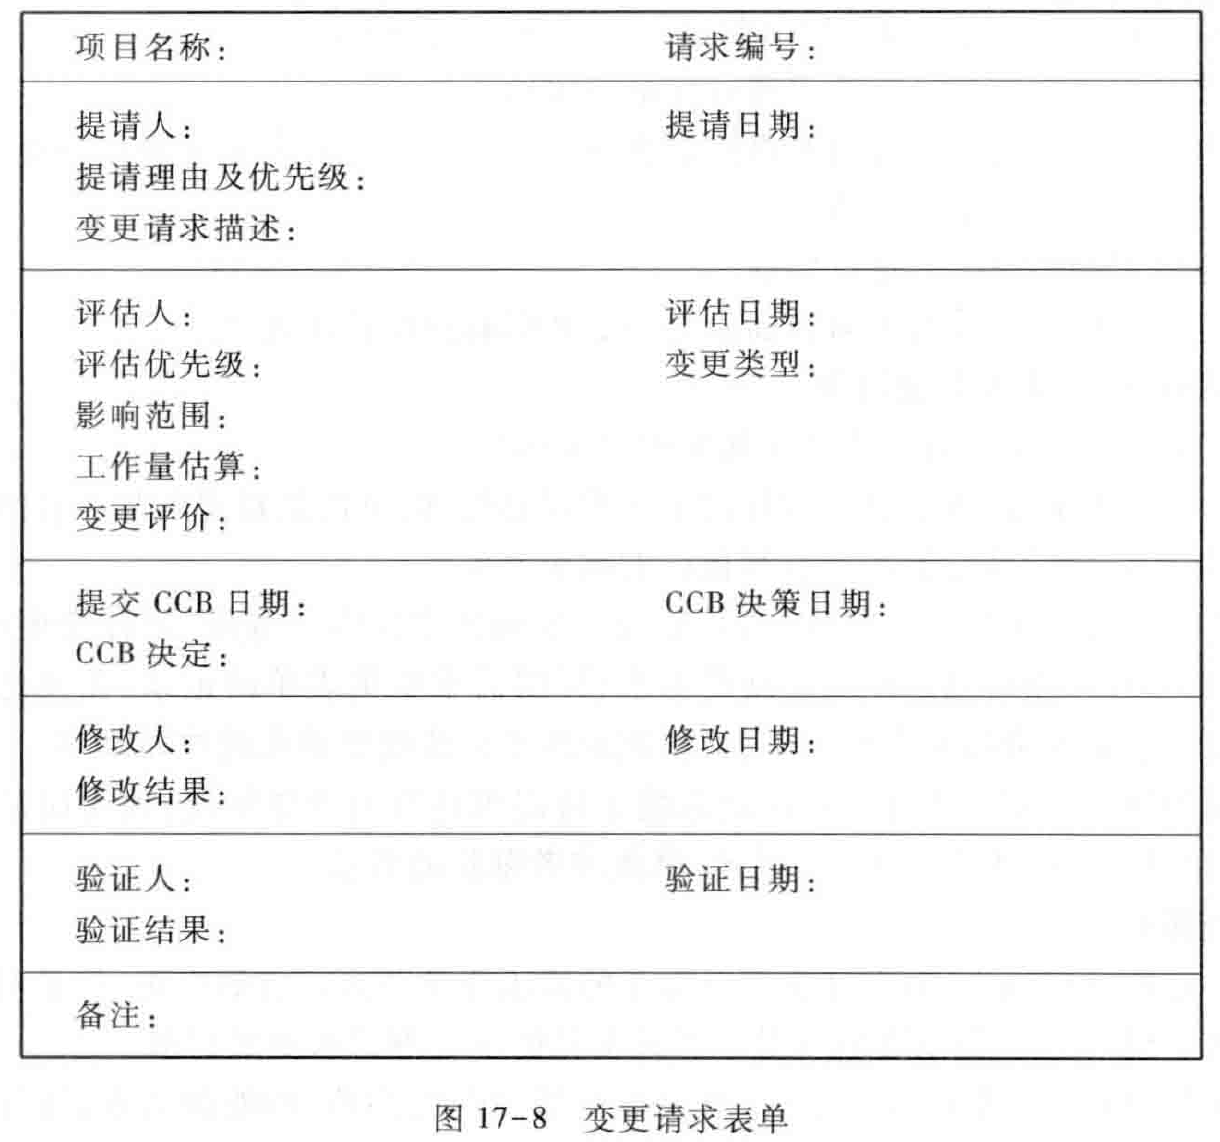 项目名称： 请求编号：
提请人： 提请日期：
提请理由及优先级：
变更请求描述：
评估人： 评估日期：
评估优先级： 变更类型：
影响范围：
工作量估算：
变更评价：
提交 CCB 日期： CCB 决策日期：
CCB 决定：
修改人： 修改日期：
修改结果：
验证人： 验证日期：
验证结果：
备注：
图 17-8 变更请求表单